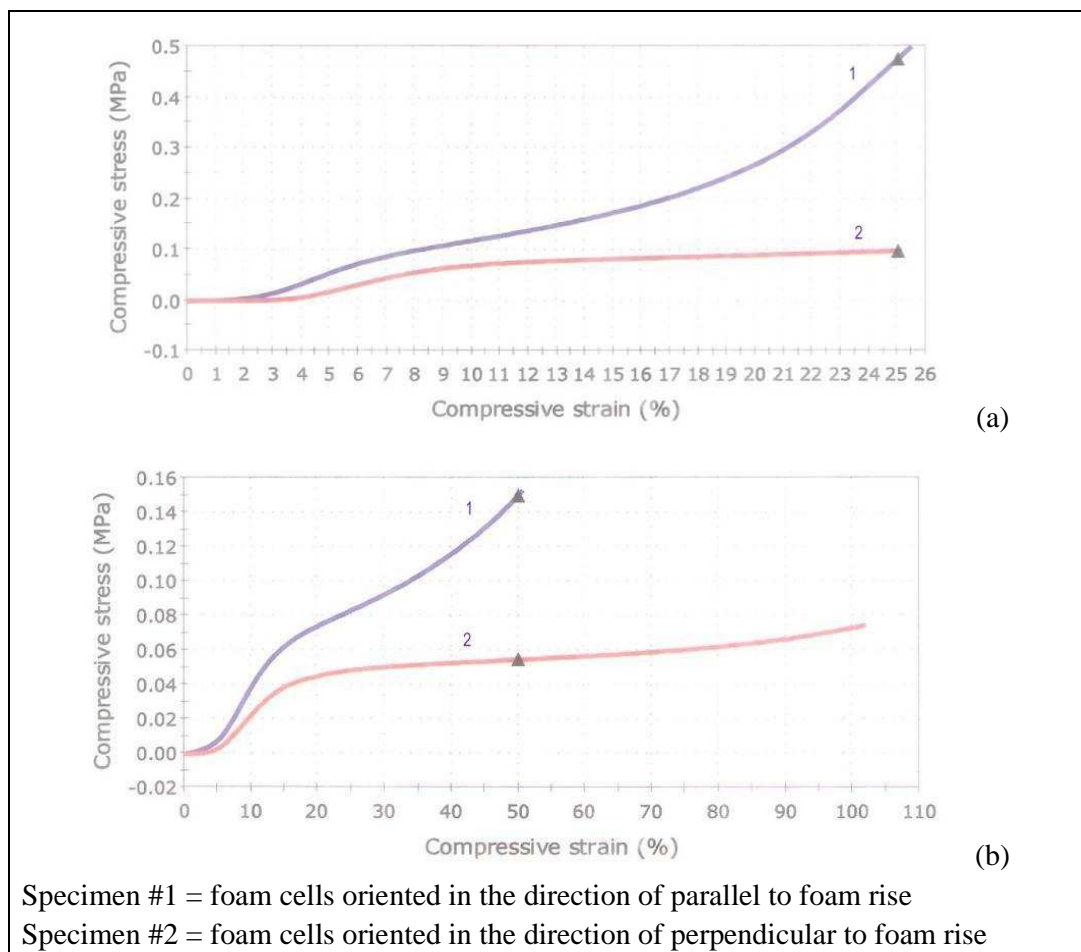 0.5
0.4
0.3
0.2
0.1
0.0
-0.1
Compressive stress (MPa)
1
2
0 1 2 3 4 5 6 7 8 9 10 11 12 13 14 15 16 17 18 19 20 21 22 23 24 25 26
Compressive strain (%)
(a)
0.16
0.14
0.12
0.10
0.08
0.06
0.04
0.02
0.00
-0.02
Compressive stress (MPa)
1
2
0 10 20 30 40 50 60 70 80 90 100 110
Compressive strain (%)
(b)
Specimen #1 = foam cells oriented in the direction of parallel to foam rise
Specimen #2 = foam cells oriented in the direction of perpendicular to foam rise